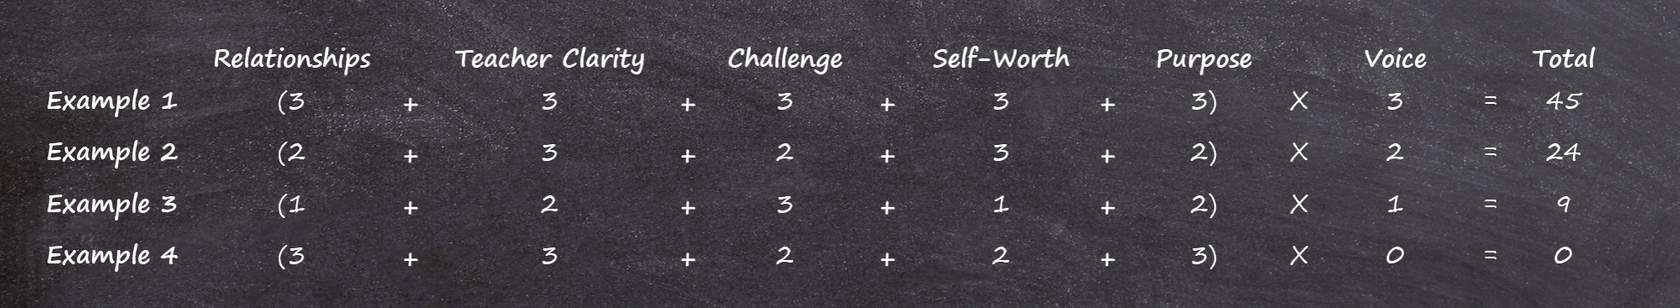 Relationships Teacher Clarity Challenge Self-Worth Purpose Voice Total
Example 1 (3 + 3 + 3 + 3 + 3) X 3 = 45
Example 2 (2 + 3 + 2 + 3 + 2) X 2 = 24
Example 3 (1 + 2 + 3 + 1 + 2) X 1 = 9
Example 4 (3 + 3 + 2 + 2 + 3) X 0 = 0